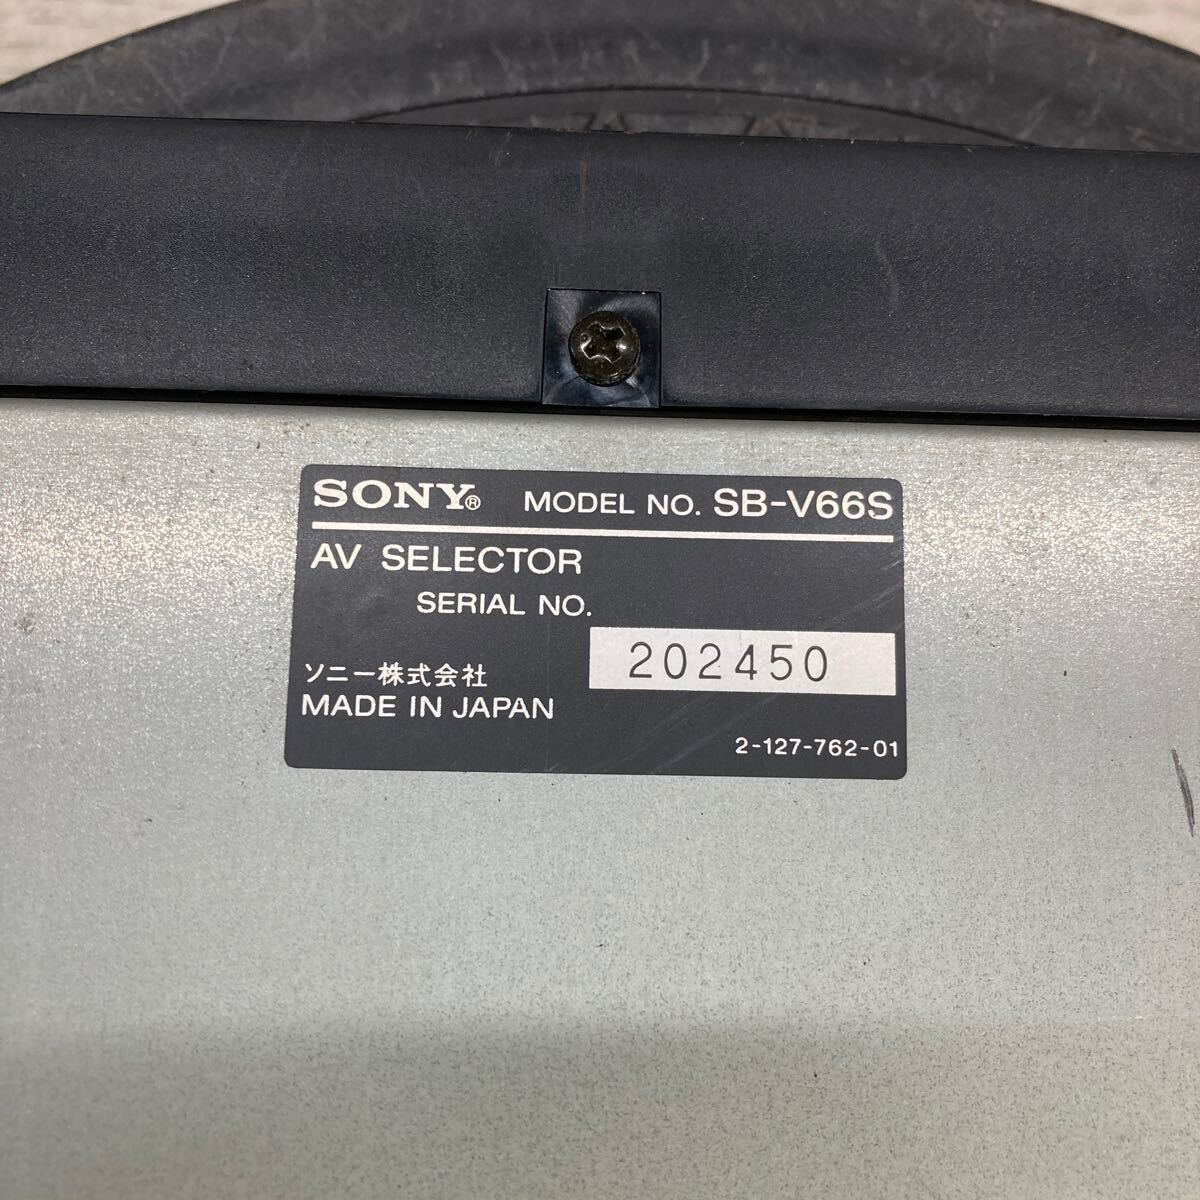 SONY® MODEL NO. SB-V66S
AV SELECTOR
SERIAL NO.
202450
ソニー株式会社
MADE IN JAPAN
2-127-762-01